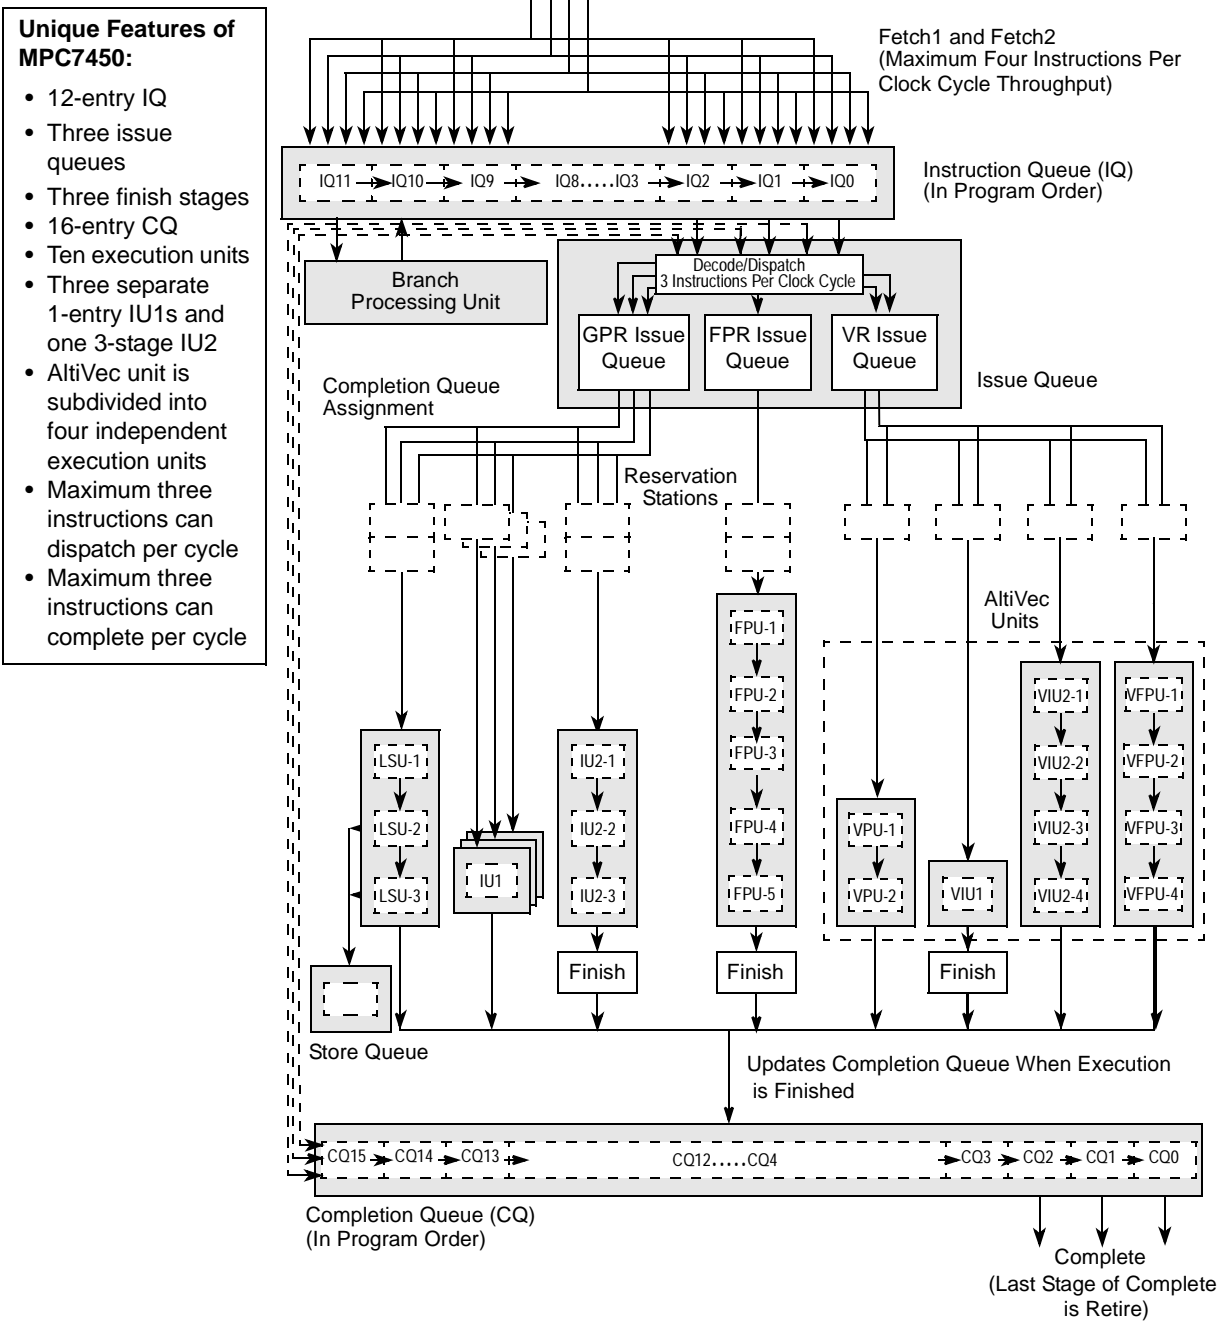 Unique Features of
MPC7450:
• 12-entry IQ
• Three issue
queues
• Three finish stages
• 16-entry CQ
• Ten execution units
• Three separate
1-entry IU1s and
one 3-stage IU2
• AltiVec unit is
subdivided into
four independent
execution units
• Maximum three
instructions can
dispatch per cycle
• Maximum three
instructions can
complete per cycle
Fetch1 and Fetch2
(Maximum Four Instructions Per
Clock Cycle Throughput)
IQ11 IQ10 IQ9 IQ8.....IQ3 IQ2 IQ1 IQ0
Instruction Queue (IQ)
(In Program Order)
Branch
Processing Unit
Decode/Dispatch
3 Instructions Per Clock Cycle
GPR Issue
Queue
FPR Issue
Queue
VR Issue
Queue
Issue Queue
Completion Queue
Assignment
Reservation
Stations
AltiVec
Units
LSU-1
LSU-2
LSU-3
IU1
IU2-1
IU2-2
IU2-3
FPU-1
FPU-2
FPU-3
FPU-4
FPU-5
VPU-1
VPU-2
VIU1
VIU2-1
VIU2-2
VIU2-3
VIU2-4
VFPU-1
VFPU-2
VFPU-3
VFPU-4
Finish
Finish
Finish
Store Queue
Updates Completion Queue When Execution
is Finished
CQ15 CQ14 CQ13 CQ12.....CQ4 CQ3 CQ2 CQ1 CQ0
Completion Queue (CQ)
(In Program Order)
Complete
(Last Stage of Complete
is Retire)